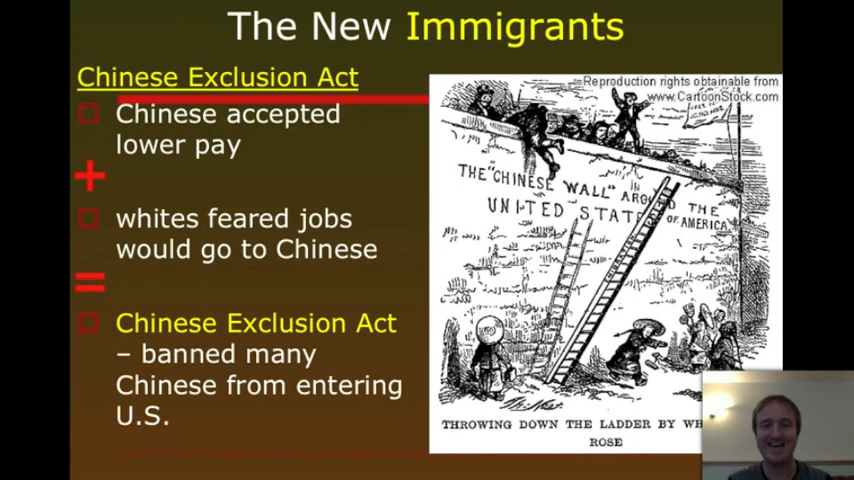 The New Immigrants
Chinese Exclusion Act
Chinese accepted
lower pay
+
whites feared jobs
would go to Chinese
=
Chinese Exclusion Act
– banned many
Chinese from entering
U.S.
Reproduction rights obtainable from
www.CartoonStock.com
THE "CHINESE WALL" AROUND THE
UNITED STATES OF AMERICA
Th. Nast
THROWING DOWN THE LADDER BY WH
ROSE